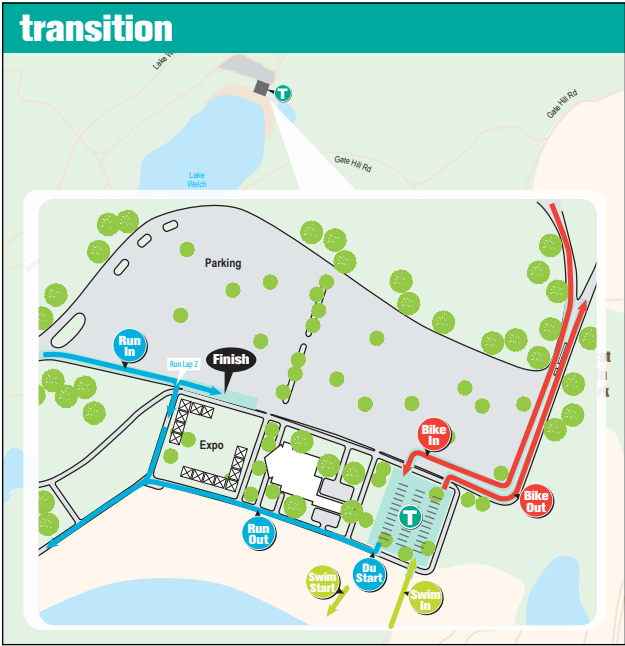 transition
Lake W
T
Gate Hill Rd
Gate Hill Rd
Lake
Welch
Parking
Run
In
Run Lap 2
Finish
Expo
Bike
In
Bike
Out
T
Run
Out
Du
Start
Swim
Start
Swim
In